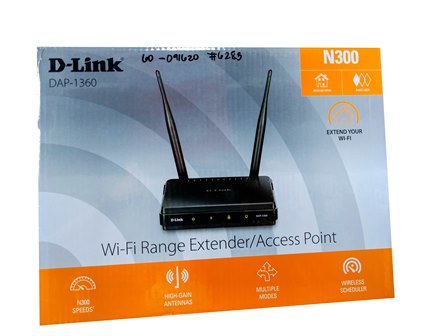 D-Link
DAP-1360
60 -091620 #6283
N300
EXTEND YOUR
WI-FI
D-Link
Wi-Fi Range Extender/Access Point
N300
SPEEDS
HIGH-GAIN
ANTENNAS
MULTIPLE
MODES
WIRELESS
SCHEDULER